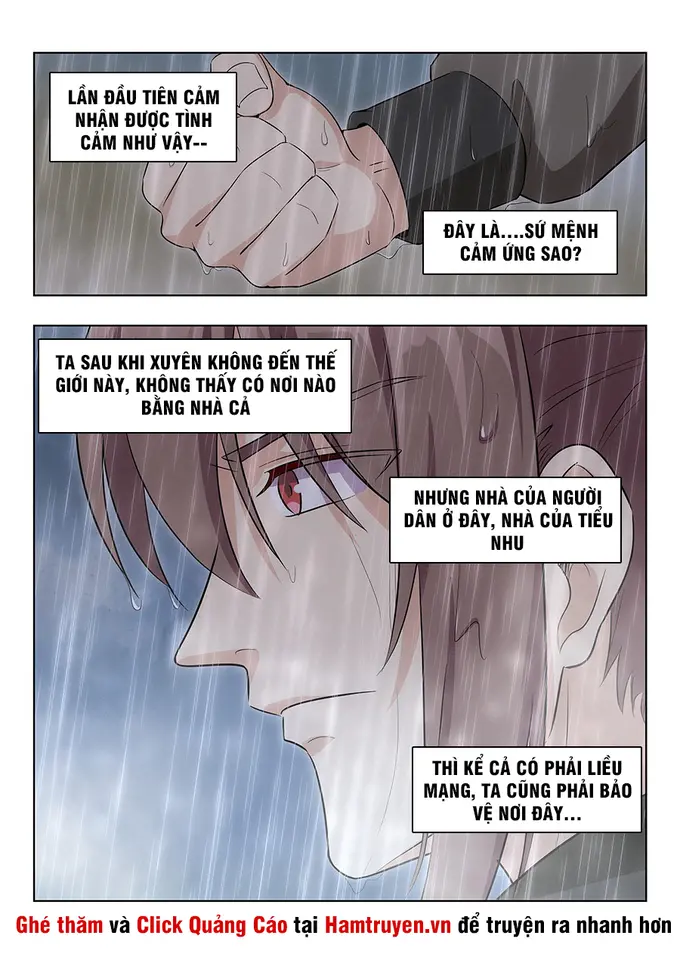 LẦN ĐẦU TIÊN CẢM
NHẬN ĐƯỢC TÌNH
CẢM NHƯ VẬY--
ĐÂY LÀ....SỨ MỆNH
CẢM ỨNG SAO?
TA SAU KHI XUYÊN KHÔNG ĐẾN THẾ
GIỚI NÀY, KHÔNG THẤY CÓ NƠI NÀO
BẰNG NHÀ CẢ
NHƯNG NHÀ CỦA NGƯỜI
DÂN Ở ĐÂY, NHÀ CỦA TIỂU
NHU
THÌ KỂ CẢ CÓ PHẢI LIỀU
MẠNG, TA CŨNG PHẢI BẢO
VỆ NƠI ĐÂY...
Ghé thăm và Click Quảng Cáo tại Hamtruyen.vn để truyện ra nhanh hơn